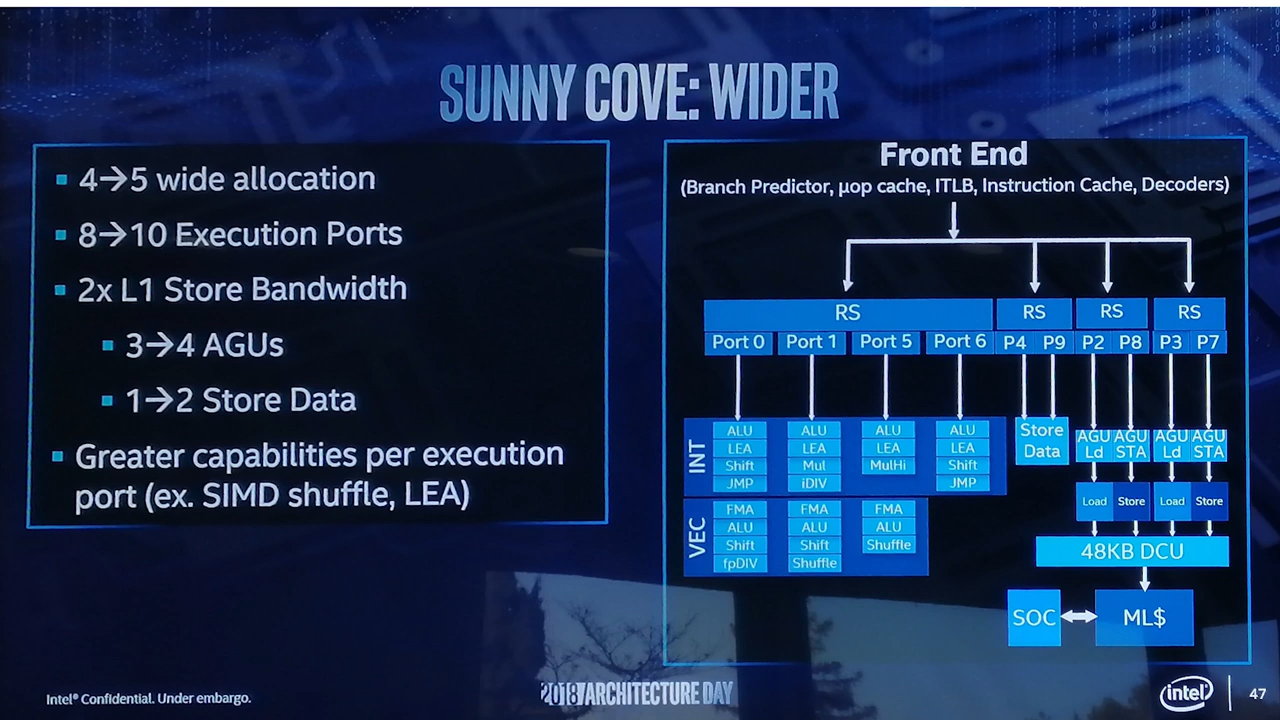 SUNNY COVE: WIDER
4→5 wide allocation
8→10 Execution Ports
2x L1 Store Bandwidth
3→4 AGUs
1→2 Store Data
Greater capabilities per execution
port (ex. SIMD shuffle, LEA)
Front End
(Branch Predictor, µop cache, ITLB, Instruction Cache, Decoders)
RS RS RS RS
Port 0 Port 1 Port 5 Port 6 P4 P9 P2 P8 P3 P7
INT
ALU
LEA
Shift
JMP
ALU
LEA
Mul
iDIV
ALU
LEA
MulHi
ALU
LEA
Shift
JMP
Store
Data
AGU
Ld
AGU
STA
AGU
Ld
AGU
STA
Load Store Load Store
VEC
FMA
ALU
Shift
fpDIV
FMA
ALU
Shift
Shuffle
FMA
ALU
Shuffle
48KB DCU
SOC
ML$
Intel® Confidential. Under embargo.
2018 ARCHITECTURE DAY
intel
47